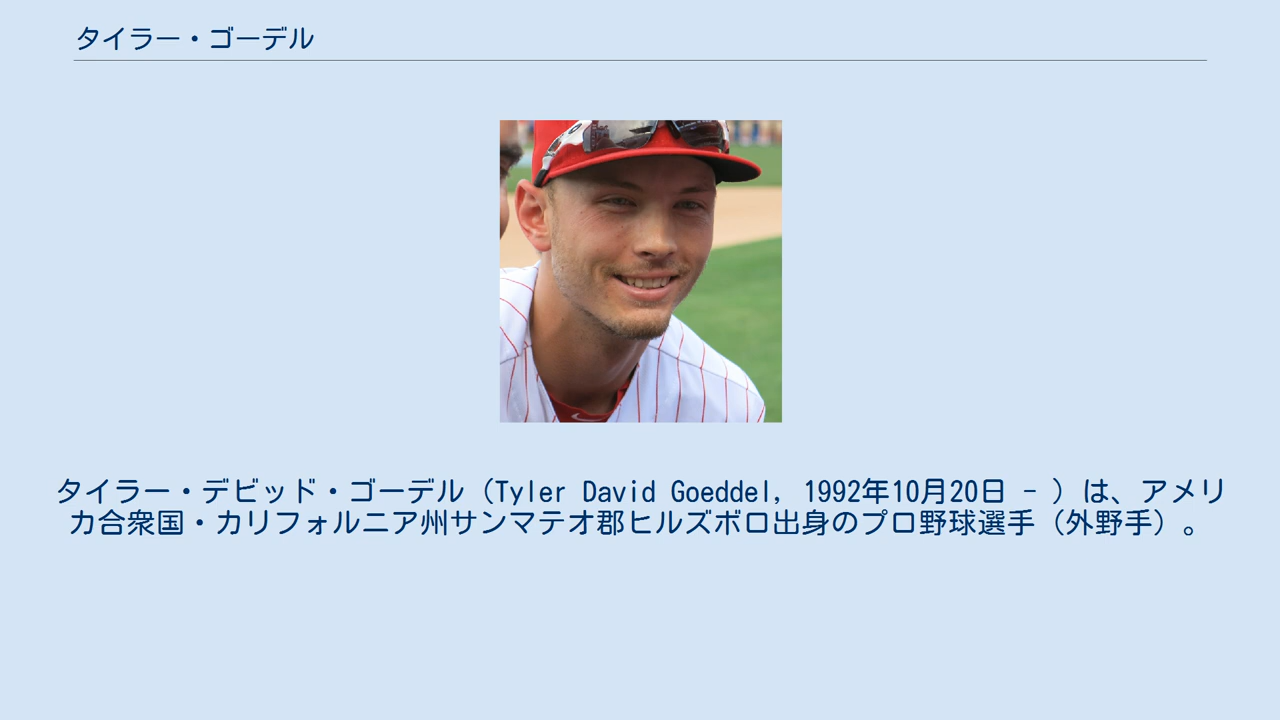 タイラー・ゴーデル
タイラー・デビッド・ゴーデル（Tyler David Goeddel, 1992年10月20日 - ）は、アメリ
カ合衆国・カリフォルニア州サンマテオ郡ヒルズボロ出身のプロ野球選手（外野手）。